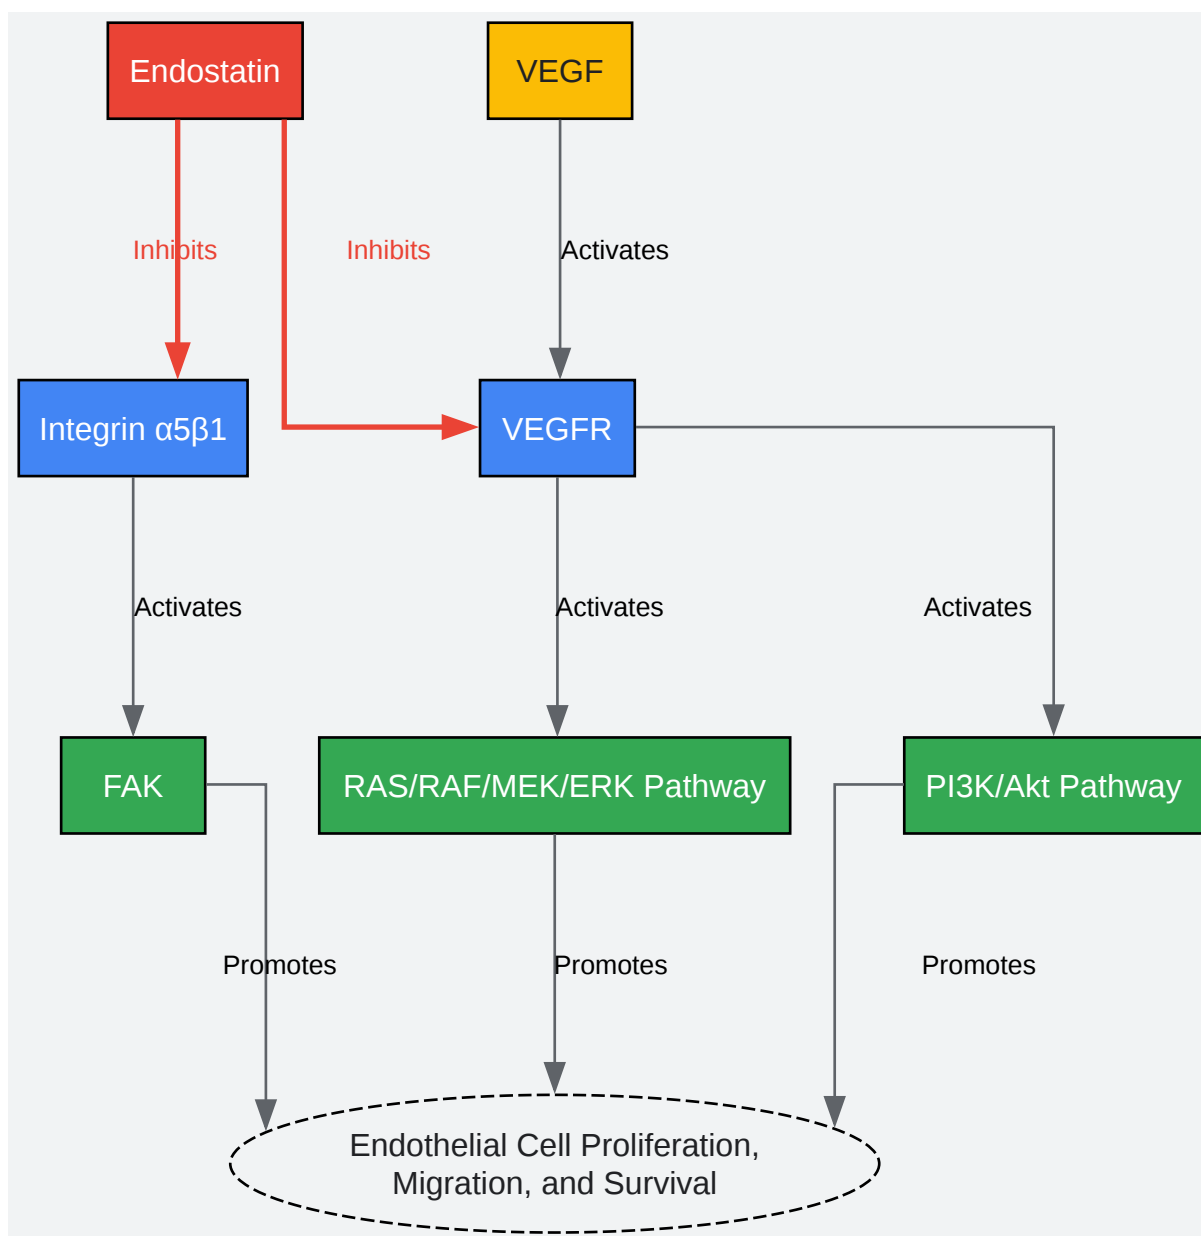 Endostatin
VEGF
Inhibits
Inhibits
Activates
Integrin α5β1
VEGFR
Activates
Activates
Activates
FAK
RAS/RAF/MEK/ERK Pathway
PI3K/Akt Pathway
Promotes
Promotes
Promotes
Endothelial Cell Proliferation,
Migration, and Survival